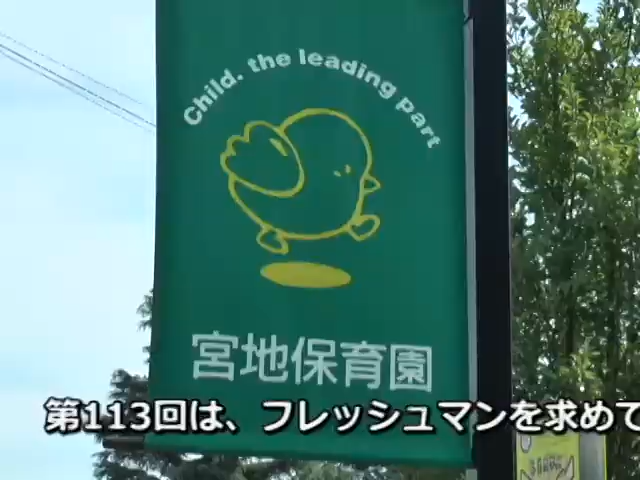 Child. the leading part
宮地保育園
第113回は、フレッシュマンを求めて